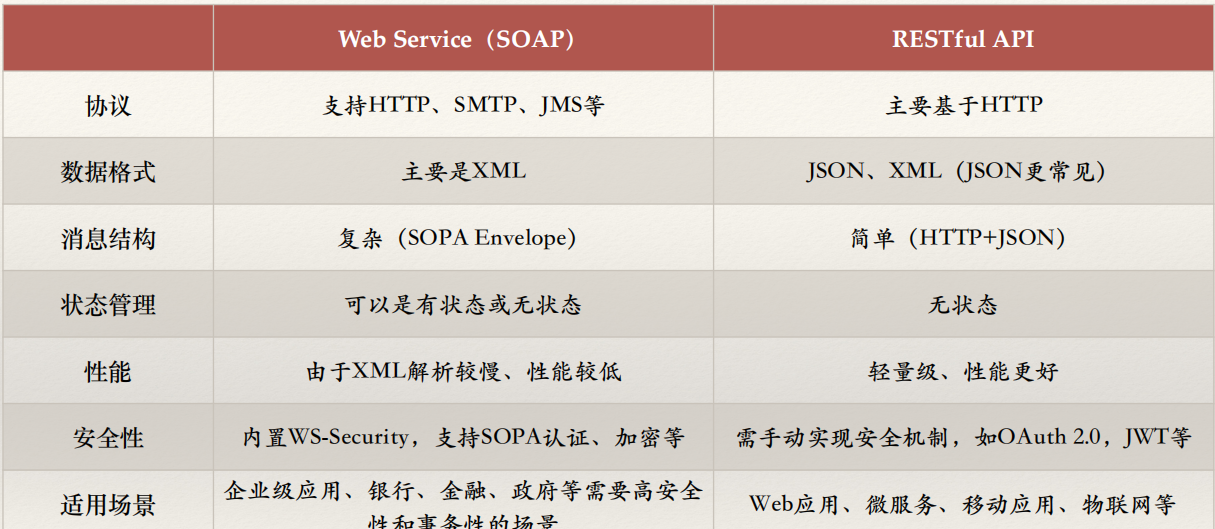 Web Service（SOAP） RESTful API
协议 支持HTTP、SMTP、JMS等 主要基于HTTP
数据格式 主要是XML JSON、XML（JSON更常见）
消息结构 复杂（SOPA Envelope） 简单（HTTP+JSON）
状态管理 可以是有状态或无状态 无状态
性能 由于XML解析较慢、性能较低 轻量级、性能更好
安全性 内置WS-Security，支持SOPA认证、加密等 需手动实现安全机制，如OAuth 2.0，JWT等
适用场景 企业级应用、银行、金融、政府等需要高安全 Web应用、微服务、移动应用、物联网等
性和事务性的场景